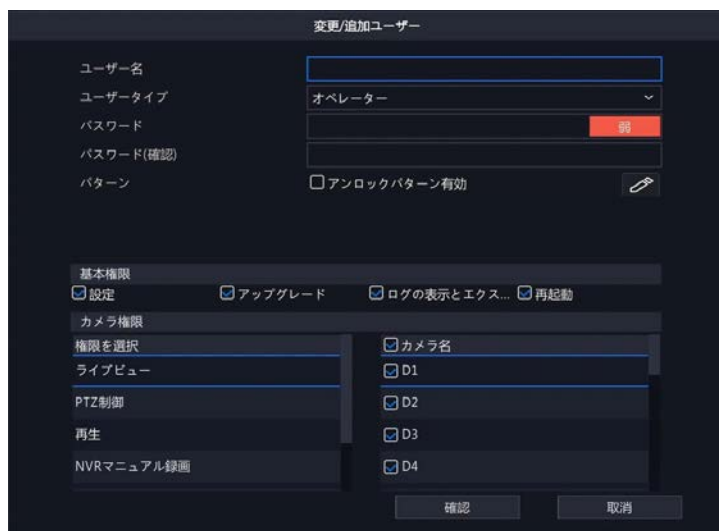 変更/追加ユーザー
ユーザー名
ユーザータイプ オペレーター
パスワード 弱
パスワード(確認)
パターン アンロックパターン有効
基本権限
設定 アップグレード ログの表示とエクス... 再起動
カメラ権限
権限を選択 カメラ名
ライブビュー D1
PTZ制御 D2
再生 D3
NVRマニュアル録画 D4
確認 取消